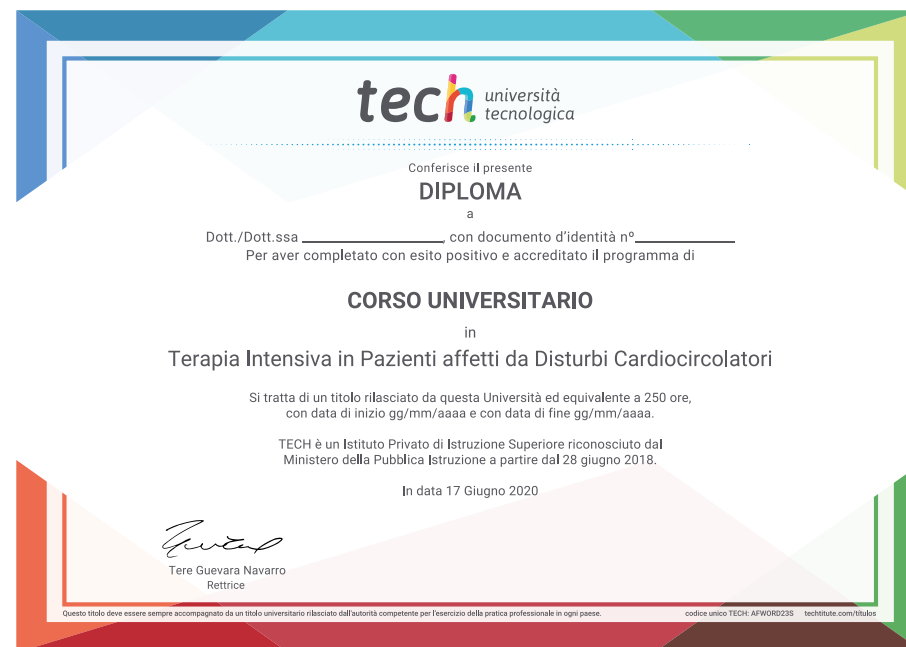 tech università
tecnologica
Conferisce il presente
DIPLOMA
a
Dott./Dott.ssa ____________________, con documento d'identità nº______________
Per aver completato con esito positivo e accreditato il programma di
CORSO UNIVERSITARIO
in
Terapia Intensiva in Pazienti affetti da Disturbi Cardiocircolatori
Si tratta di un titolo rilasciato da questa Università ed equivalente a 250 ore,
con data di inizio gg/mm/aaaa e con data di fine gg/mm/aaaa.
TECH è un Istituto Privato di Istruzione Superiore riconosciuto dal
Ministero della Pubblica Istruzione a partire dal 28 giugno 2018.
In data 17 Giugno 2020
Tere Guevara Navarro
Rettrice
Questo titolo deve essere sempre accompagnato da un titolo universitario rilasciato dall'autorità competente per l'esercizio della pratica professionale in ogni paese. codice unico TECH: AFWORD23S techtitute.com/titulos